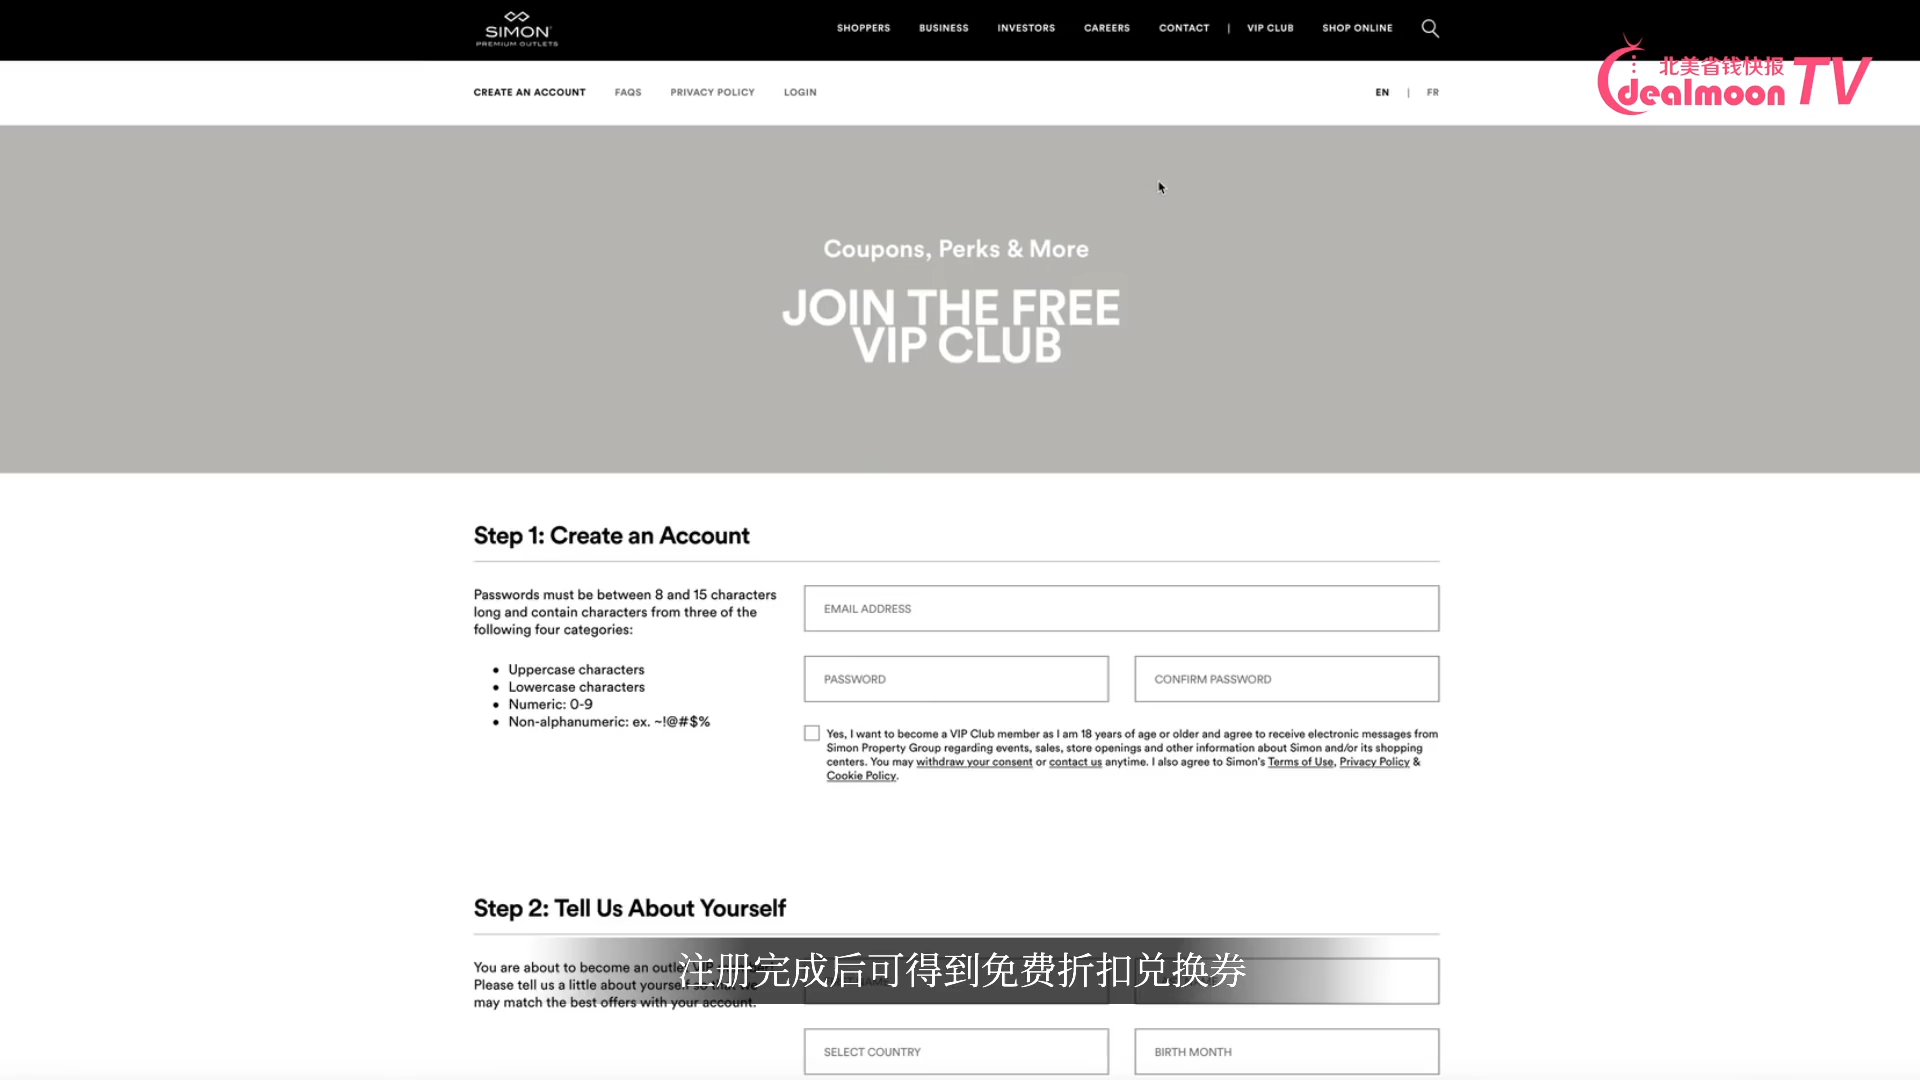 SIMON
PREMIUM OUTLETS
SHOPPERS BUSINESS INVESTORS CAREERS CONTACT | VIP CLUB SHOP ONLINE
北美省钱快报
dealmoon TV
CREATE AN ACCOUNT FAQS PRIVACY POLICY LOGIN EN | FR
Coupons, Perks & More
JOIN THE FREE
VIP CLUB
Step 1: Create an Account
Passwords must be between 8 and 15 characters
long and contain characters from three of the
following four categories:
• Uppercase characters
• Lowercase characters
• Numeric: 0-9
• Non-alphanumeric: ex. ~!@#$%
EMAIL ADDRESS
PASSWORD CONFIRM PASSWORD
Yes, I want to become a VIP Club member as I am 18 years of age or older and agree to receive electronic messages from
Simon Property Group regarding events, sales, store openings and other information about Simon and/or its shopping
centers. You may withdraw your consent or contact us anytime. I also agree to Simon's Terms of Use, Privacy Policy &
Cookie Policy.
Step 2: Tell Us About Yourself
You are about to become an outlet VIP
Please tell us a little about yourself so that we
may match the best offers with your account.
注册完成后可得到免费折扣兑换券
SELECT COUNTRY BIRTH MONTH